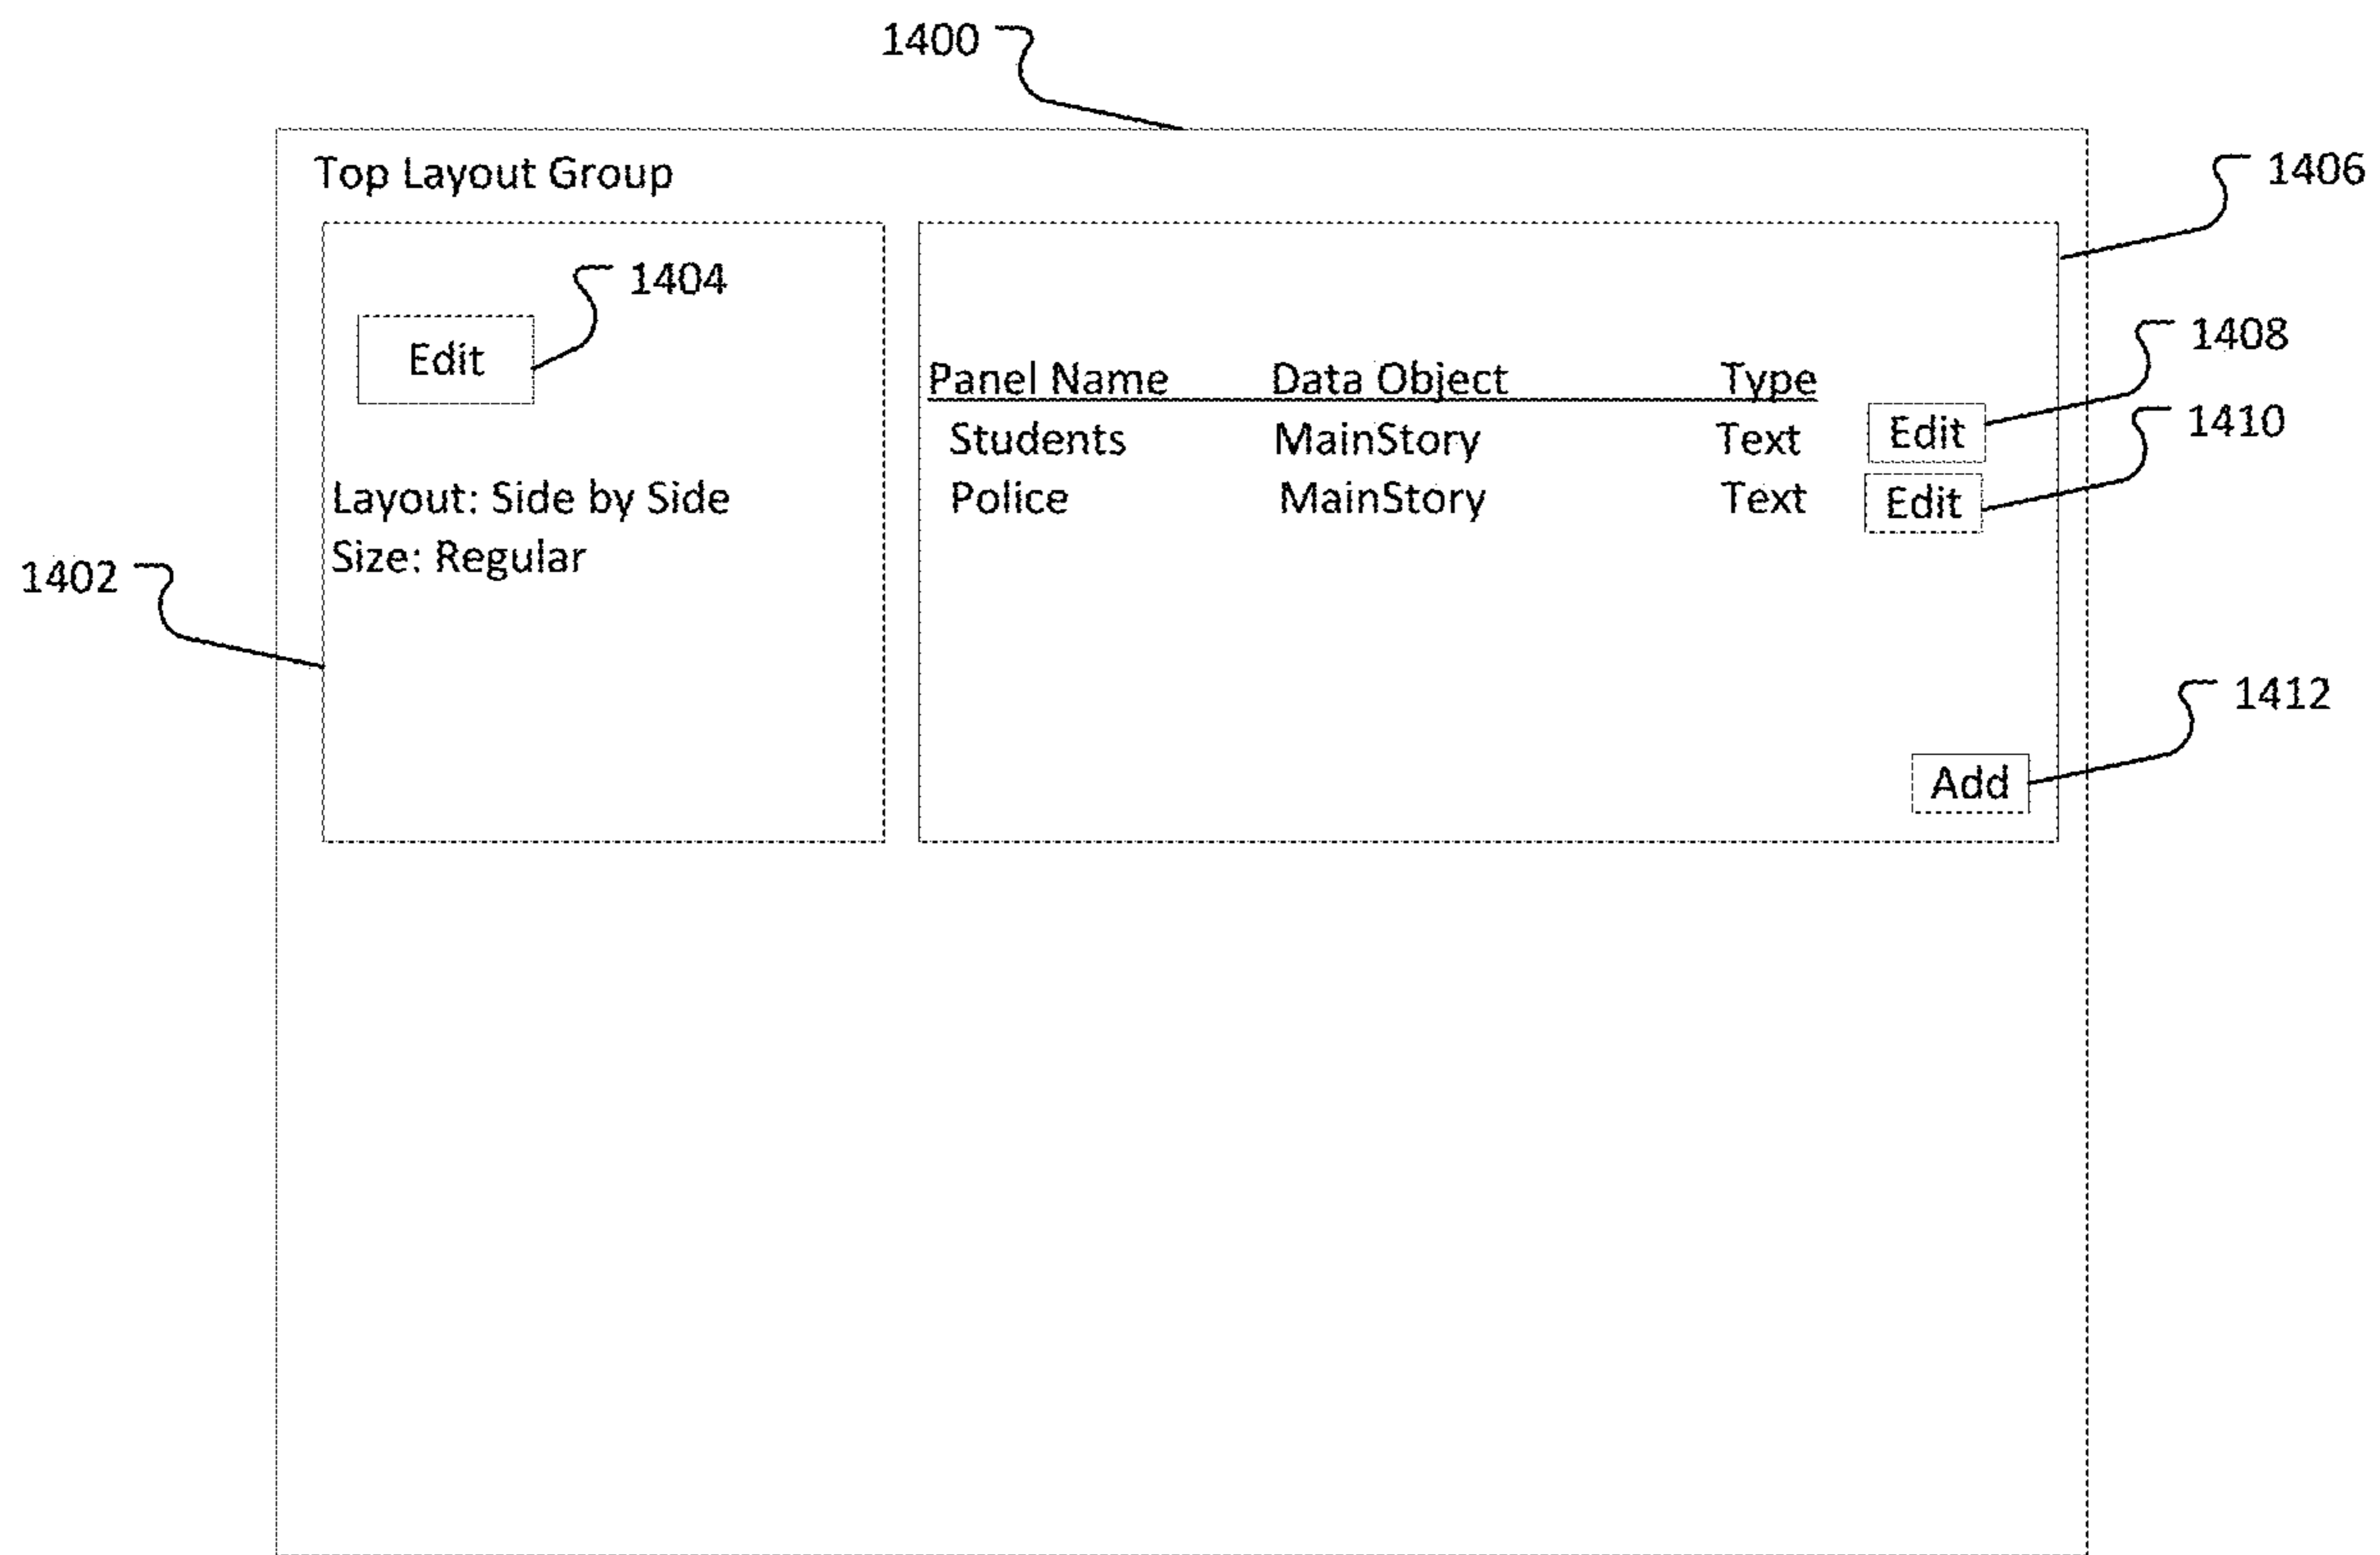 1400
Top Layout Group
1406
1404
Edit
1408
Panel Name Data Object Type
1410
Students MainStory Text Edit
Police MainStory Text Edit
Layout: Side by Side
Size: Regular
1402
1412
Add